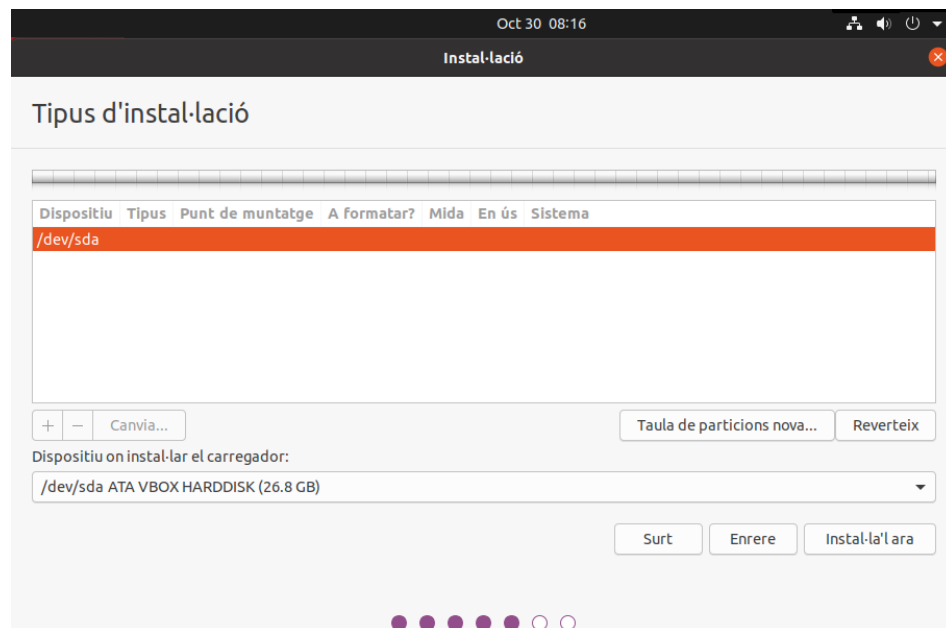 Oct 30 08:16
Instal·lació
Tipus d'instal·lació
Dispositiu Tipus Punt de muntatge A formatar? Mida En ús Sistema
/dev/sda
+ − Canvia... Taula de particions nova... Reverteix
Dispositiu on instal·lar el carregador:
/dev/sda ATA VBOX HARDDISK (26.8 GB)
Surt Enrere Instal·la'l ara